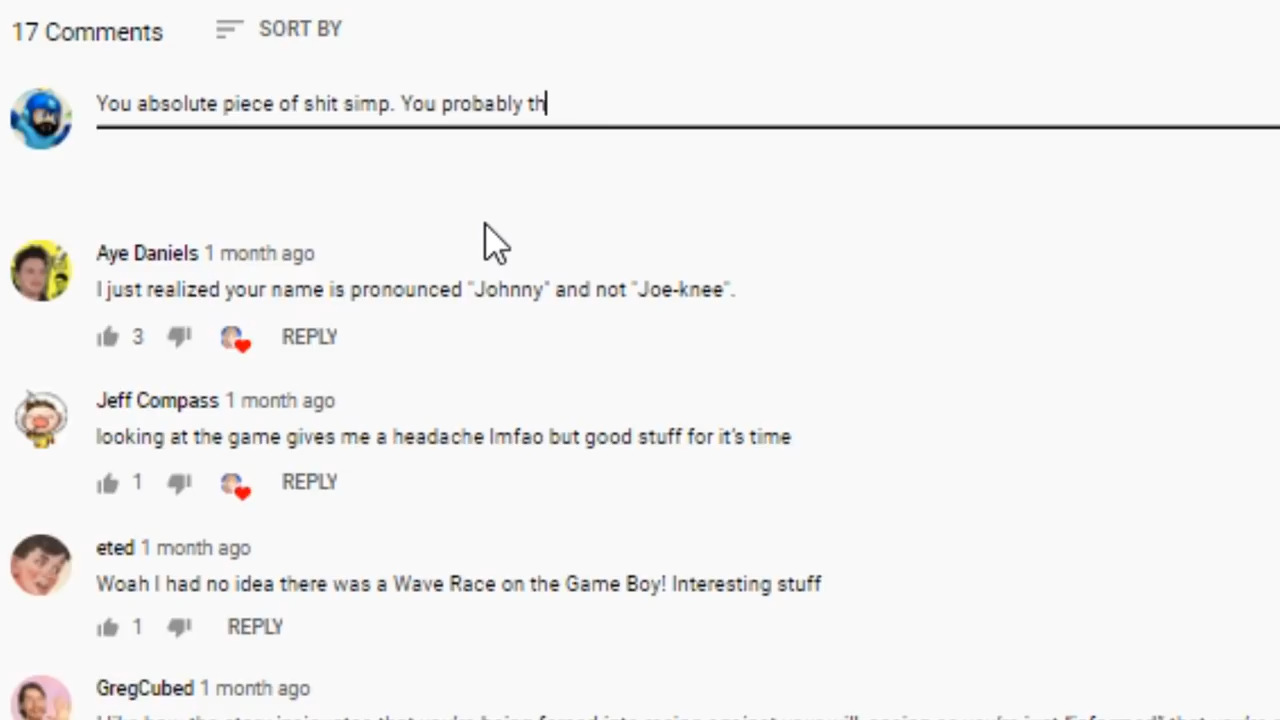 17 Comments SORT BY
You absolute piece of shit simp. You probably th
Aye Daniels 1 month ago
I just realized your name is pronounced "Johnny" and not "Joe-knee".
3 REPLY
Jeff Compass 1 month ago
looking at the game gives me a headache lmfao but good stuff for it's time
1 REPLY
eted 1 month ago
Woah I had no idea there was a Wave Race on the Game Boy! Interesting stuff
1 REPLY
GregCubed 1 month ago